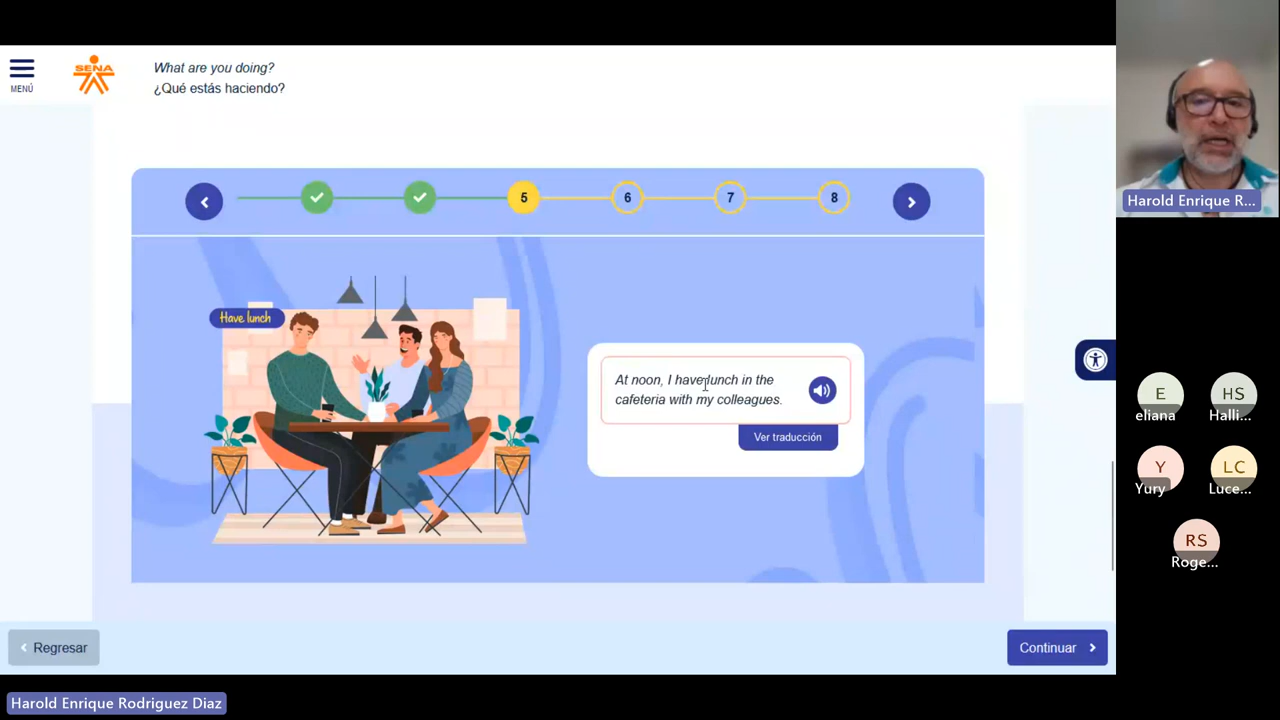 MENÚ
SENA
What are you doing?
¿Qué estás haciendo?
5
6
7
8
Have lunch
At noon, I have lunch in the
cafeteria with my colleagues.
Ver traducción
Regresar
Continuar
Harold Enrique R...
E
eliana
HS
Halli...
Y
Yury
LC
Luce...
RS
Roge...
Harold Enrique Rodriguez Diaz